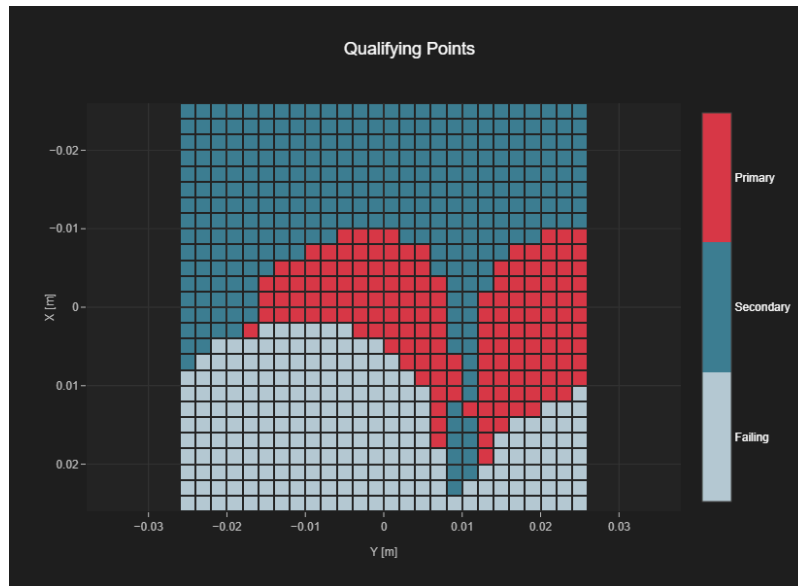 Qualifying Points
−0.02
−0.01
0
0.01
0.02
X [m]
−0.03
−0.02
−0.01
0
0.01
0.02
0.03
Y [m]
Primary
Secondary
Failing